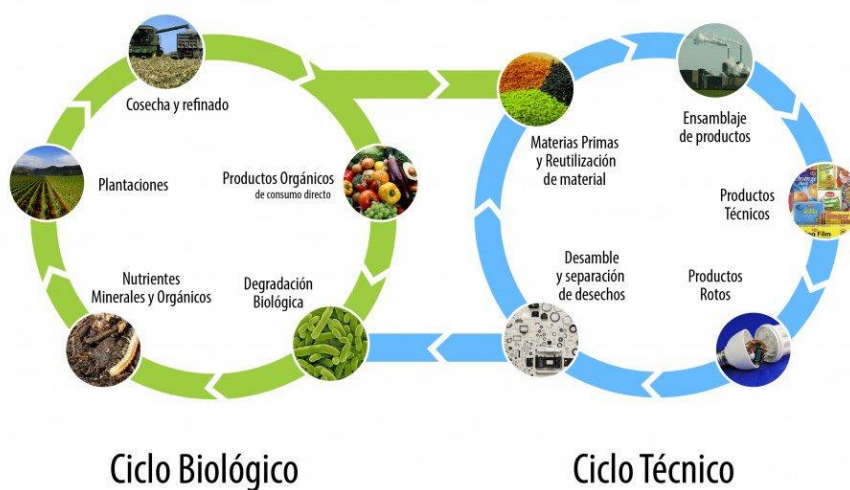 Cosecha y refinado
Plantaciones
Productos Orgánicos
de consumo directo
Nutrientes
Minerales y Orgánicos
Degradación
Biológica
Materias Primas
y Reutilización
de material
Ensamblaje
de productos
Productos
Técnicos
Desamble
y separación
de desechos
Productos
Rotos
Ciclo Biológico
Ciclo Técnico